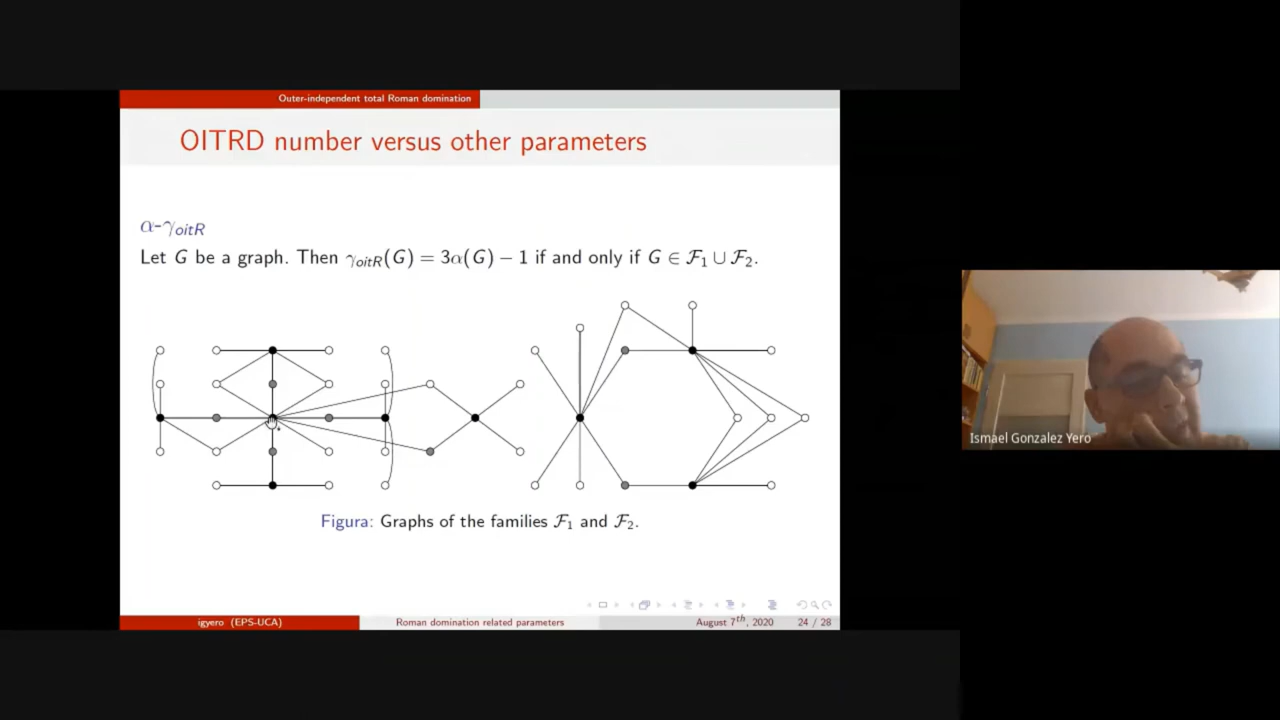 Outer-independent total Roman domination
OITRD number versus other parameters
α-γoitR
Let G be a graph. Then γoitR(G) = 3α(G) − 1 if and only if G ∈ ℱ1 ∪ ℱ2.
Figura: Graphs of the families ℱ1 and ℱ2.
igyero (EPS-UCA)
Roman domination related parameters
August 7th, 2020
24 / 28
Ismael Gonzalez Yero